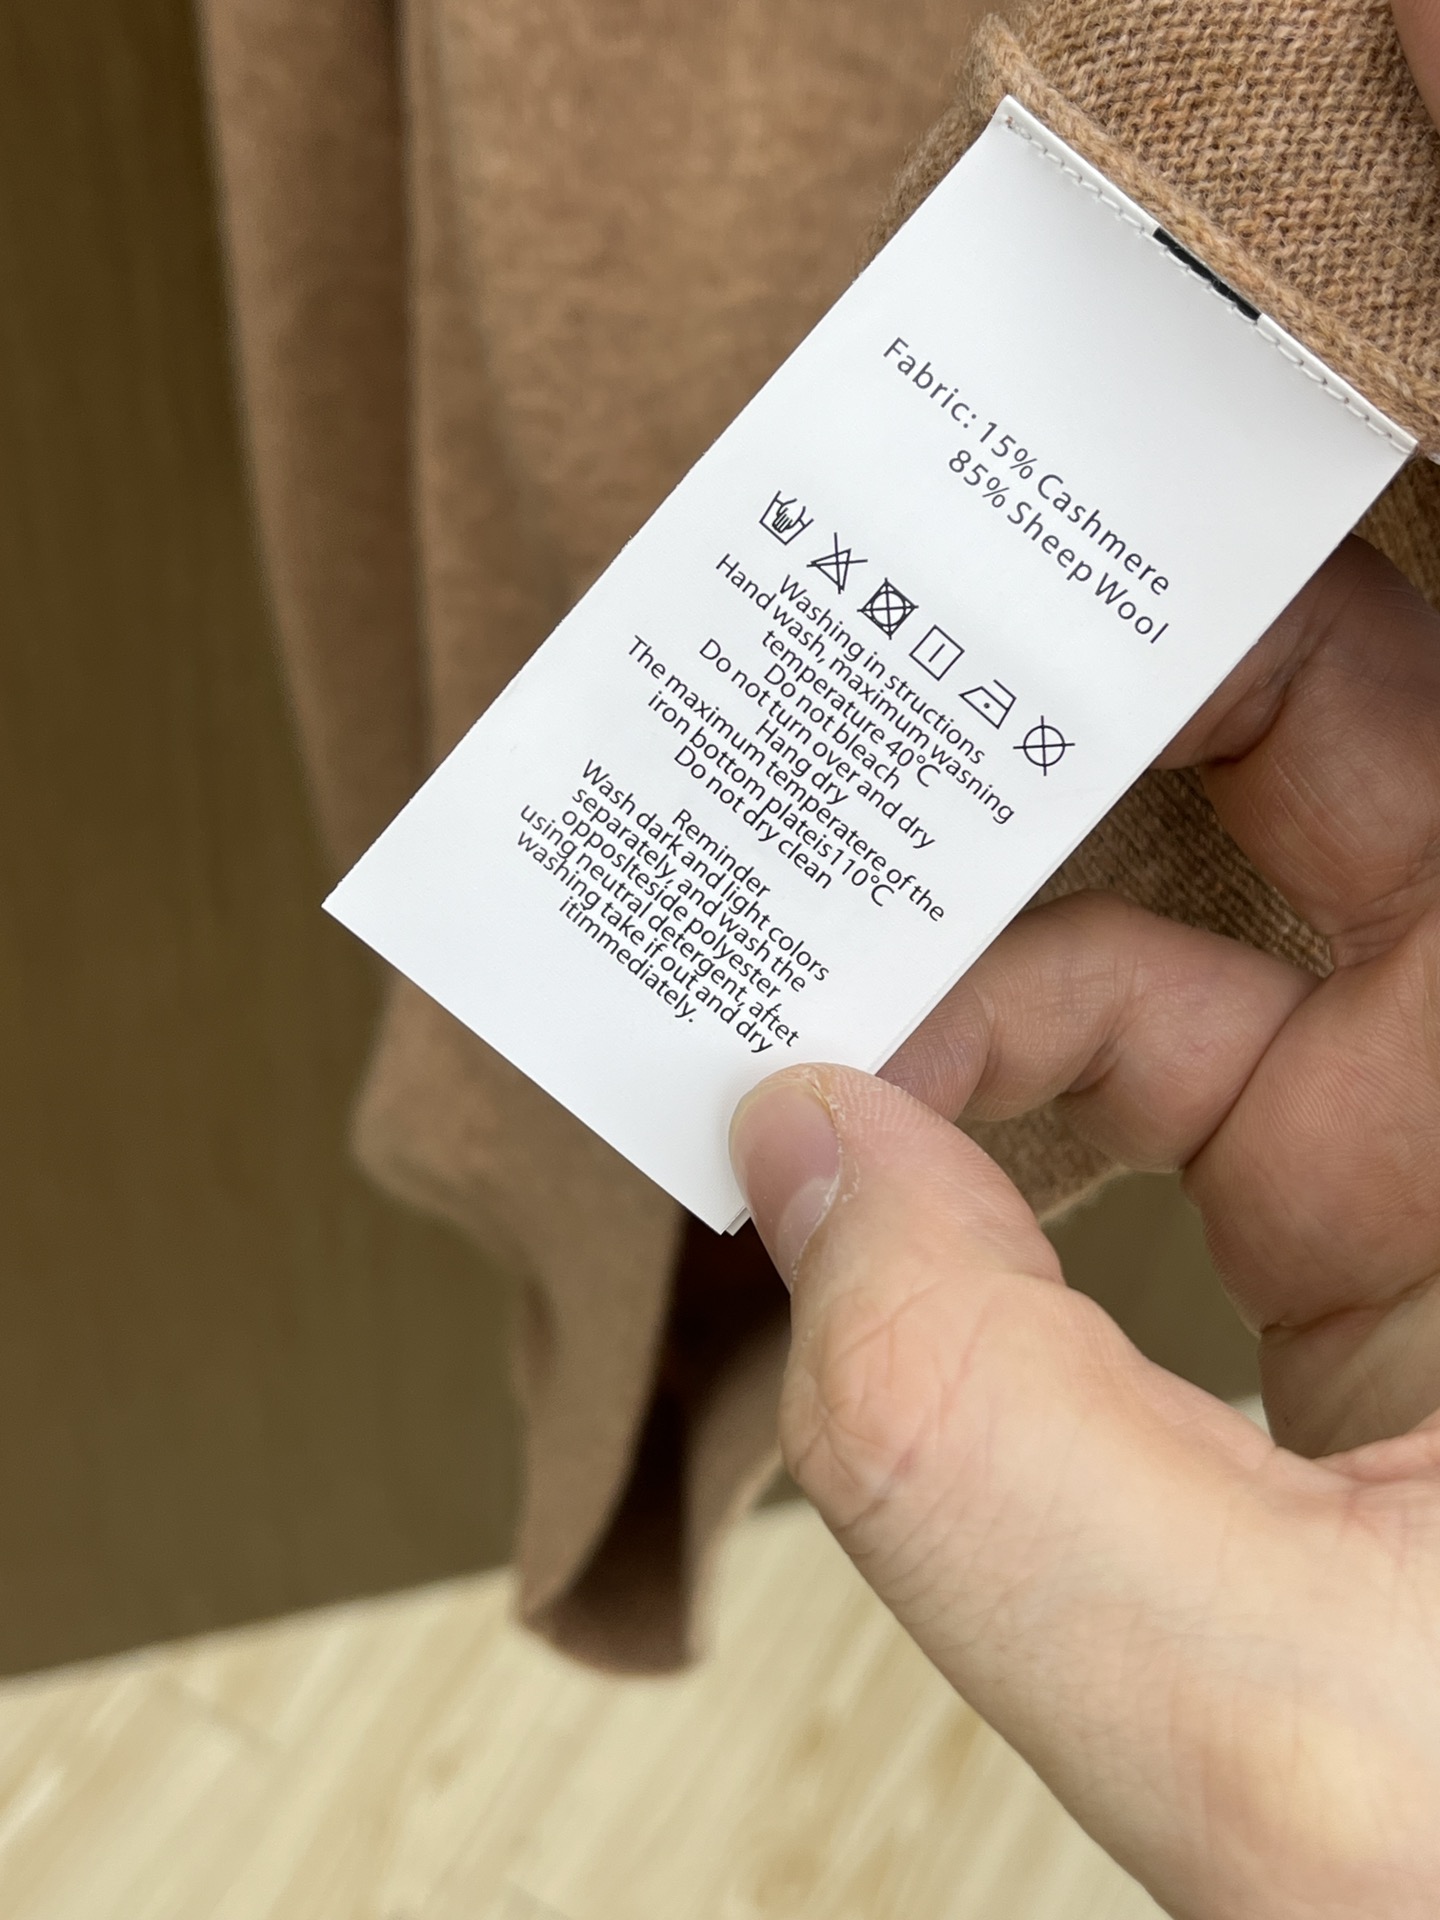 Fabric: 15% Cashmere
85% Sheep Wool
Washing in structions
Hand wash, maximum wasning
temperature 40°C
Do not bleach
Do not turn over and dry
Hang dry
The maximum temperatere of the
iron bottom plateis110°C
Do not dry clean
Reminder
Wash dark and light colors
separately, and wash the
opposlteside polyester,
using neutral detergent, aftet
washing take if out and dry
itimmediately.